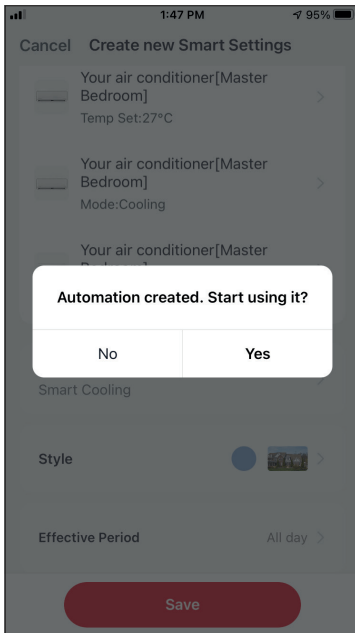 1:47 PM
95%
Cancel Create new Smart Settings
Your air conditioner[Master
Bedroom]
Temp Set:27°C
Your air conditioner[Master
Bedroom]
Mode:Cooling
Your air conditioner[Master
Automation created. Start using it?
No Yes
Smart Cooling
Style
Effective Period All day
Save